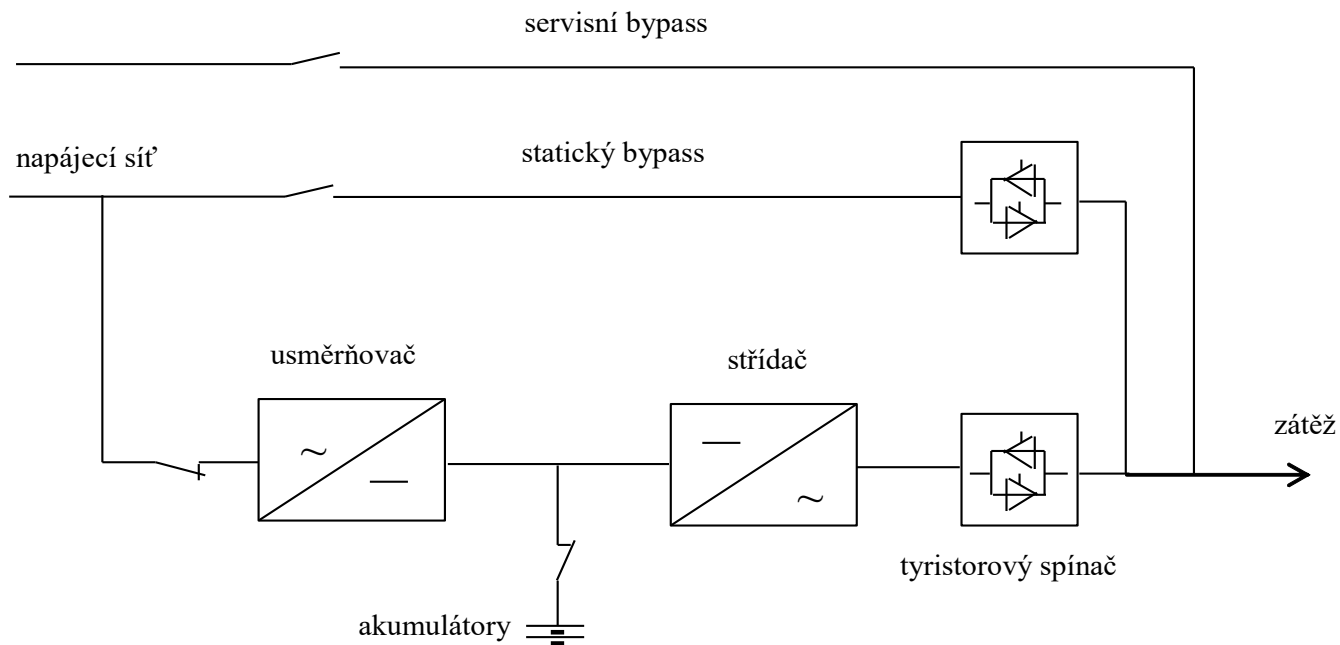 servisní bypass
napájecí síť
statický bypass
usměrňovač
střídač
zátěž
~
~
tyristorový spínač
akumulátory